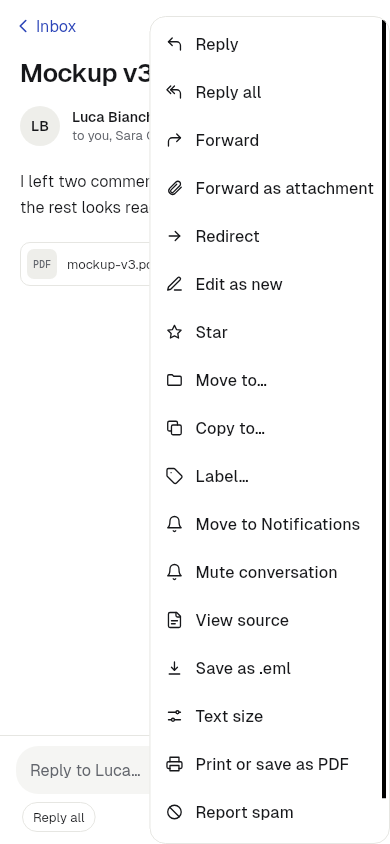 Inbox
Mockup v3
Luca Bianch
to you, Sara
I left two commer
the rest looks rea
PDF mockup-v3.pd
LB
Reply
Reply all
Forward
Forward as attachment
Redirect
Edit as new
Star
Move to...
Copy to...
Label...
Move to Notifications
Mute conversation
View source
Save as .eml
Text size
Print or save as PDF
Report spam
Reply to Luca...
Reply all